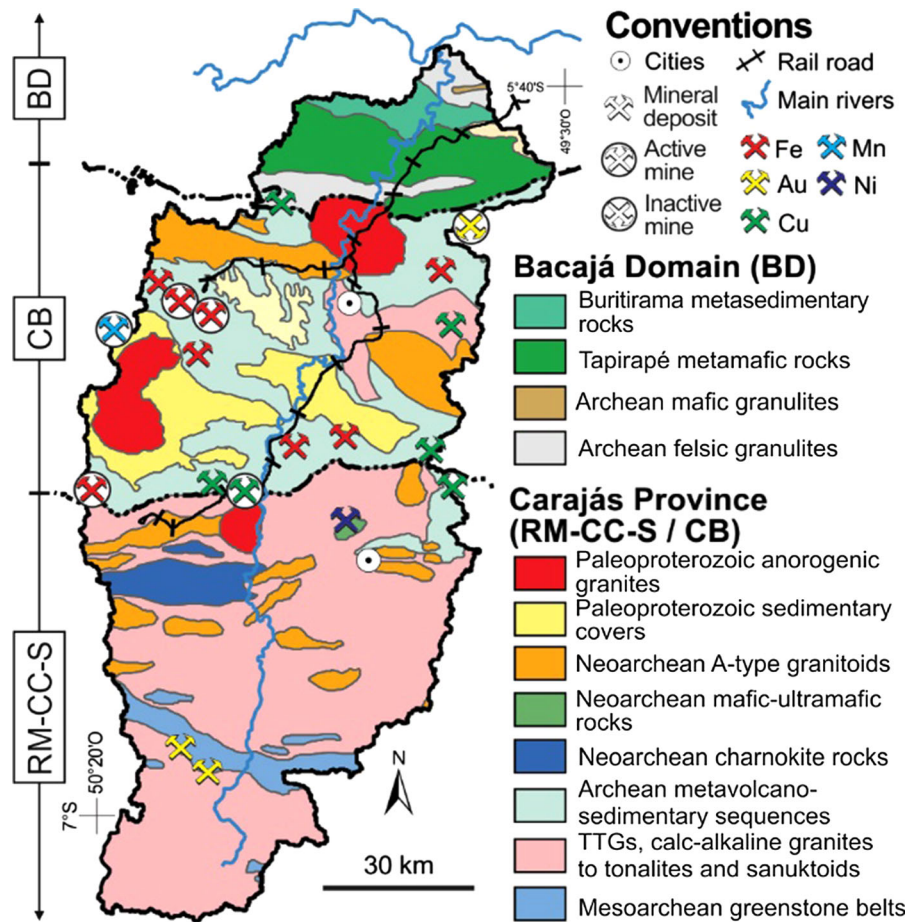 BD
CB
RM-CC-S
5°40'S
49°30'O
50°20'O
7°S
N
30 km
Conventions
Cities
Rail road
Mineral
deposit
Main rivers
Active
mine
Inactive
mine
Fe
Mn
Au
Ni
Cu
Bacajá Domain (BD)
Buritirama metasedimentary
rocks
Tapirapé metamafic rocks
Archean mafic granulites
Archean felsic granulites
Carajás Province
(RM-CC-S / CB)
Paleoproterozoic anorogenic
granites
Paleoproterozoic sedimentary
covers
Neoarchean A-type granitoids
Neoarchean mafic-ultramafic
rocks
Neoarchean charnokite rocks
Archean metavolcano-
sedimentary sequences
TTGs, calc-alkaline granites
to tonalites and sanuktoids
Mesoarchean greenstone belts